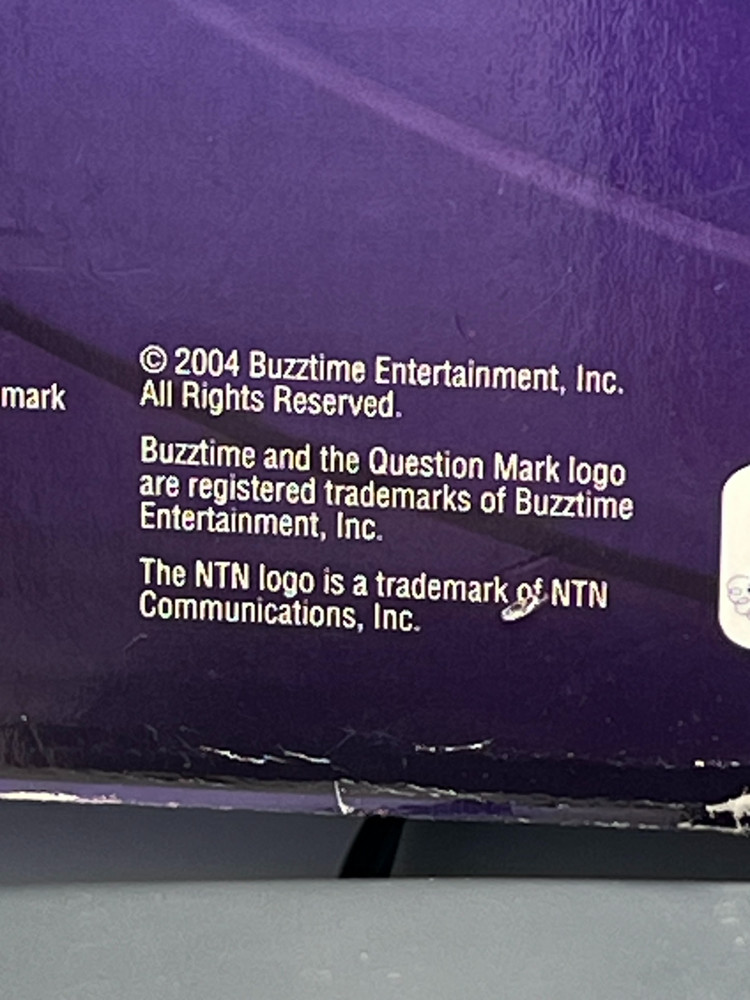 mark
© 2004 Buzztime Entertainment, Inc.
All Rights Reserved.
Buzztime and the Question Mark logo
are registered trademarks of Buzztime
Entertainment, Inc.
The NTN logo is a trademark of NTN
Communications, Inc.